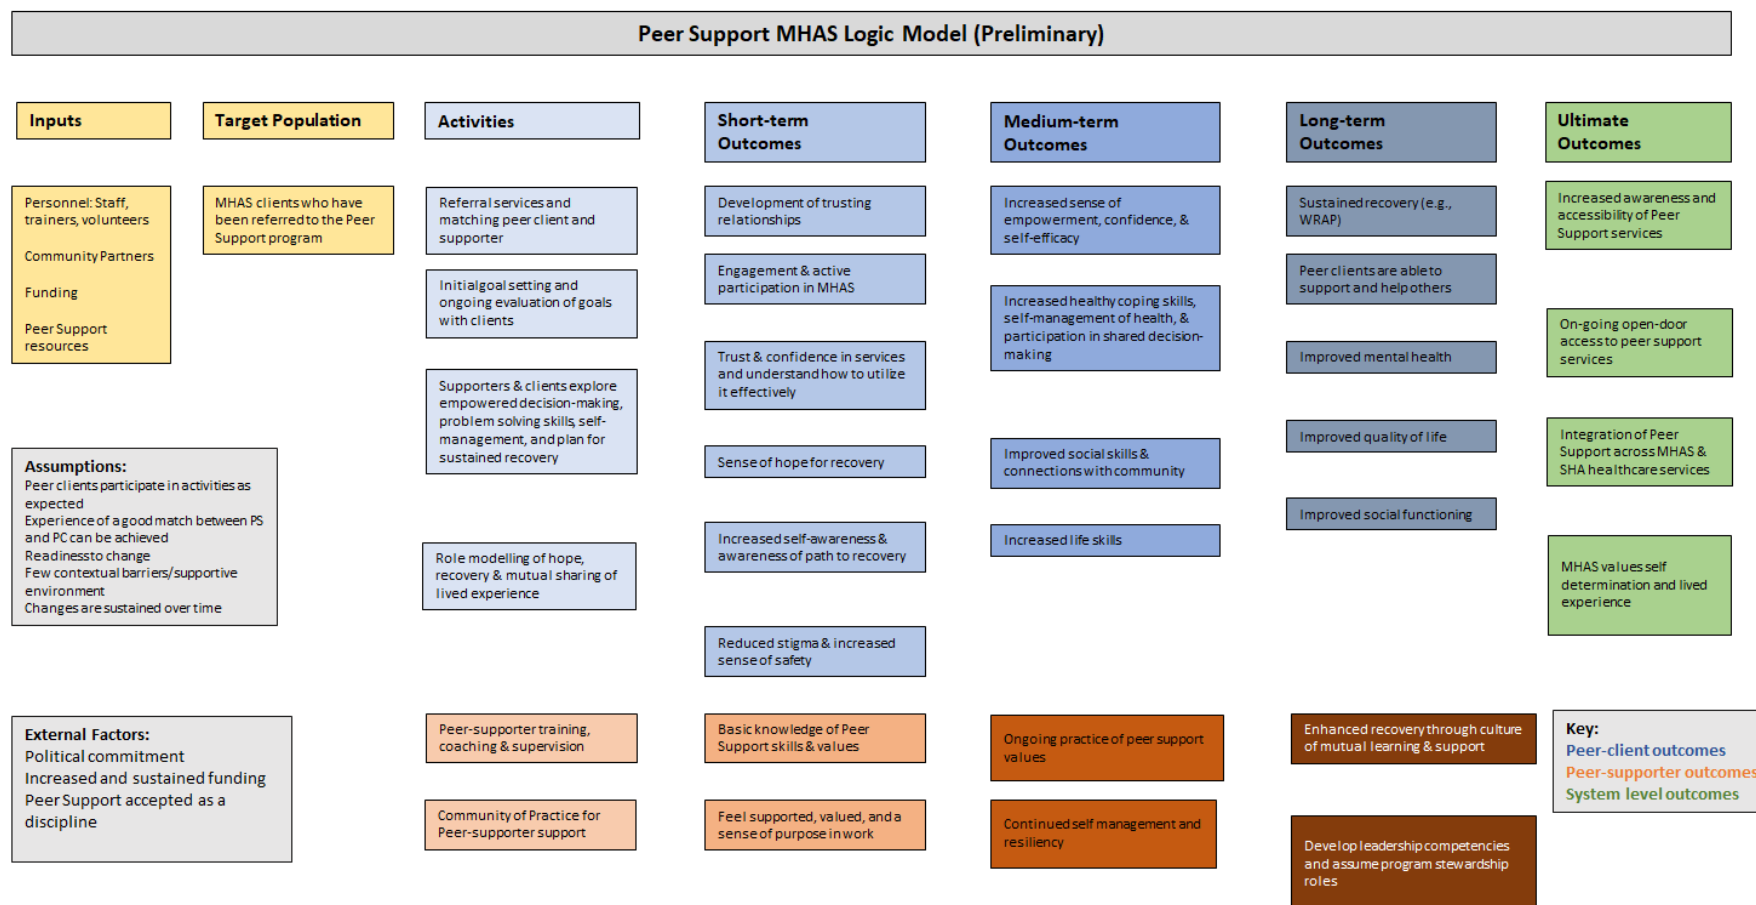 Peer Support MHAS Logic Model (Preliminary)
Inputs
Target Population
Activities
Short-term
Outcomes
Medium-term
Outcomes
Long-term
Outcomes
Ultimate
Outcomes
Personnel: Staff,
trainers, volunteers
Community Partners
Funding
Peer Support
resources
MHAS clients who have
been referred to the Peer
Support program
Referral services and
matching peer client and
supporter
Initialgoal setting and
ongoing evaluation of goals
with clients
Supporters & clients explore
empowered decision-making,
problem solving skills, self-
management, and plan for
sustained recovery
Role modelling of hope,
recovery & mutual sharing of
lived experience
Development of trusting
relationships
Engagement & active
participation in MHAS
Trust & confidence in services
and understand how to utilize
it effectively
Sense of hope for recovery
Increased self-awareness &
awareness of path to recovery
Reduced stigma & increased
sense of safety
Increased sense of
empowerment, confidence, &
self-efficacy
Increased healthy coping skills,
self-management of health, &
participation in shared decision-
making
Improved social skills &
connections with community
Increased life skills
Sustained recovery (e.g.,
WRAP)
Peer clients are able to
support and help others
Improved mental health
Improved quality of life
Improved social functioning
Increased awareness and
accessibility of Peer
Support services
On-going open-door
access to peer support
services
Integration of Peer
Support across MHAS &
SHA healthcare services
MHAS values self
determination and lived
experience
Assumptions:
Peer clients participate in activities as
expected
Experience of a good match between PS
and PC can be achieved
Readiness to change
Few contextual barriers/supportive
environment
Changes are sustained over time
External Factors:
Political commitment
Increased and sustained funding
Peer Support accepted as a
discipline
Peer-supporter training,
coaching & supervision
Community of Practice for
Peer-supporter support
Basic knowledge of Peer
Support skills & values
Feel supported, valued, and a
sense of purpose in work
Ongoing practice of peer support
values
Continued self management and
resiliency
Enhanced recovery through culture
of mutual learning & support
Develop leadership competencies
and assume program stewardship
roles
Key:
Peer-client outcomes
Peer-supporter outcomes
System level outcomes